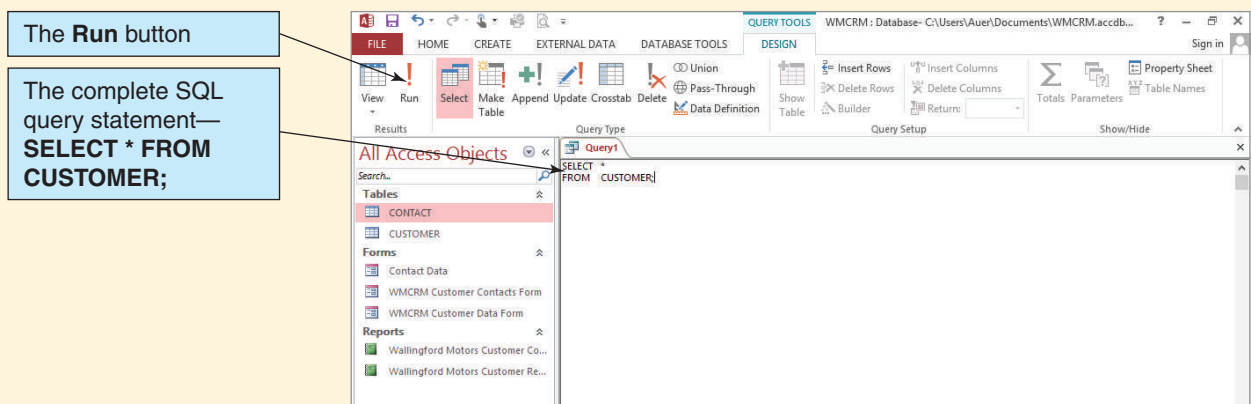 The Run button
The complete SQL
query statement—
SELECT * FROM
CUSTOMER;
QUERY TOOLS
WMCRM : Database- C:\Users\Auer\Documents\WMCRM.accdb...
?
FILE
HOME
CREATE
EXTERNAL DATA
DATABASE TOOLS
DESIGN
Sign in
View
Run
Results
Select
Make
Table
Append
Update
Crosstab
Delete
Union
Pass-Through
Data Definition
Query Type
Show
Table
Insert Rows
Delete Rows
Builder
Insert Columns
Delete Columns
Return:
Query Setup
Totals
Parameters
Property Sheet
Table Names
Show/Hide
All Access Objects
Search...
Tables
CONTACT
CUSTOMER
Forms
Contact Data
WMCRM Customer Contacts Form
WMCRM Customer Data Form
Reports
Wallingford Motors Customer Co...
Wallingford Motors Customer Re...
Query1
SELECT *
FROM CUSTOMER;